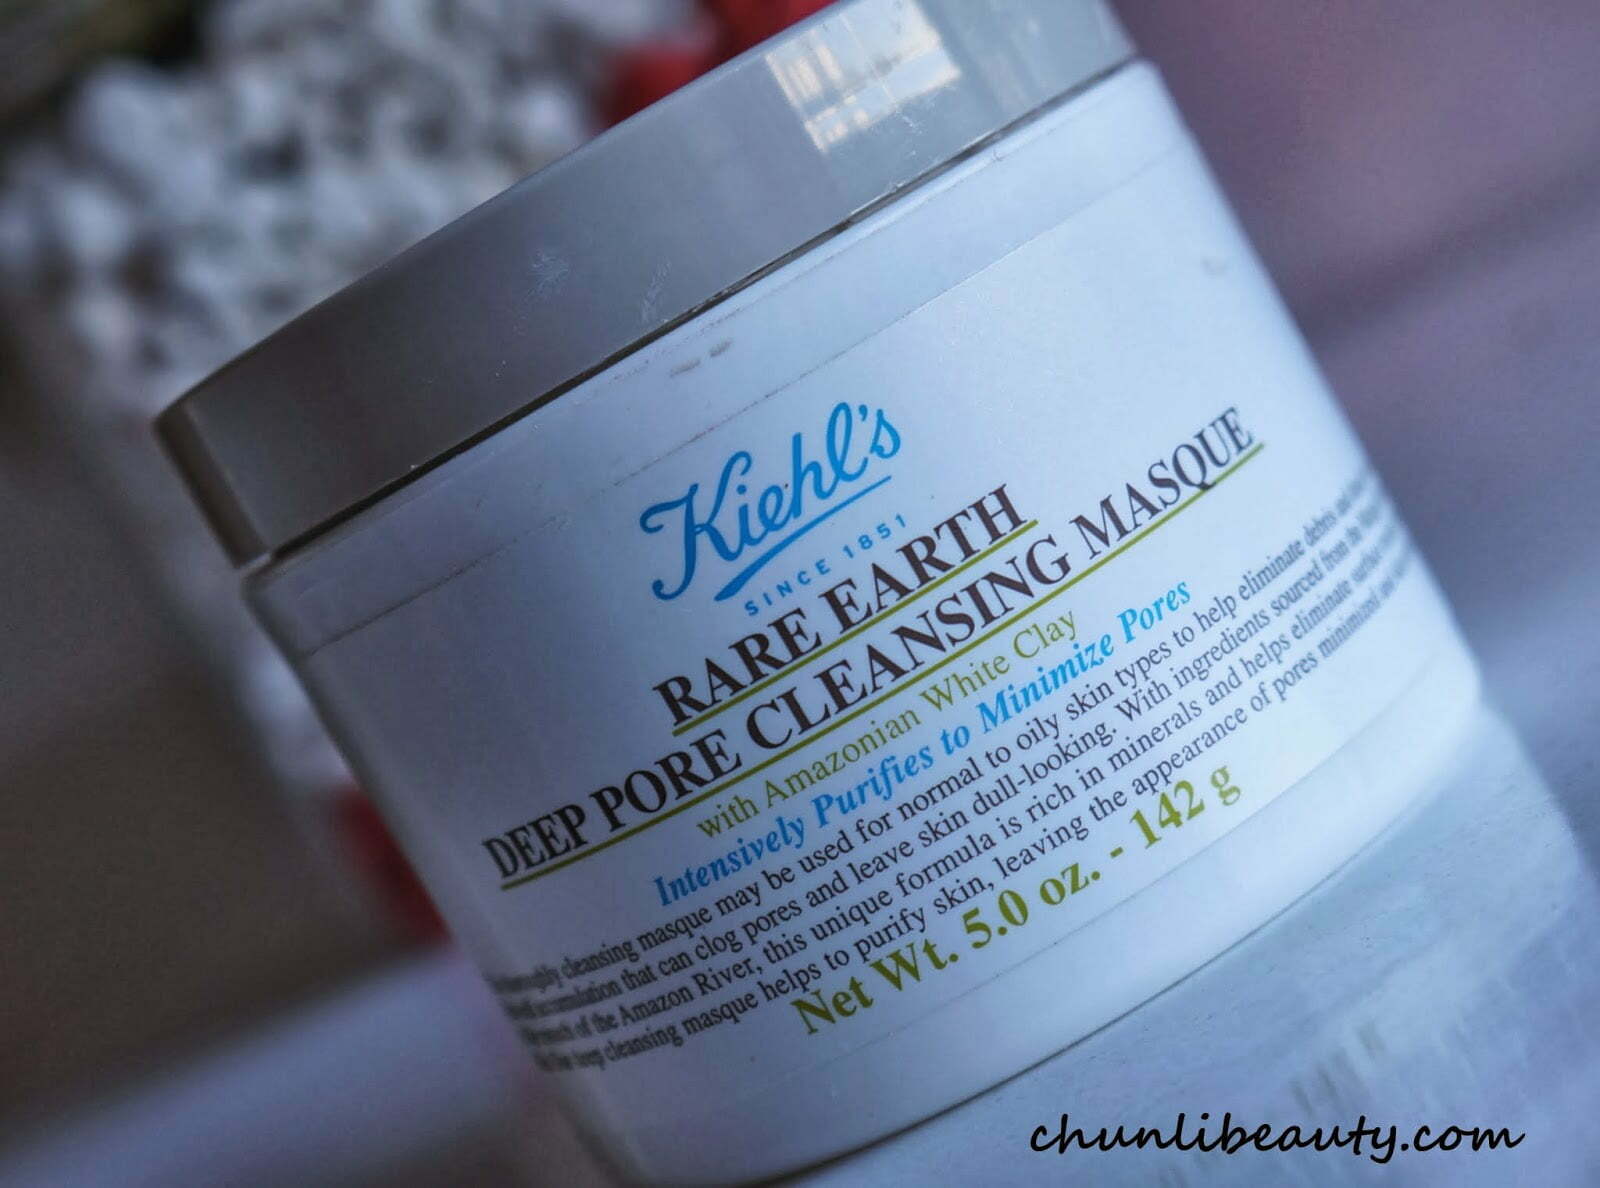 Kiehl's
SINCE 1851
RARE EARTH
DEEP PORE CLEANSING MASQUE
with Amazonian White Clay
Intensively Purifies to Minimize Pores
thoroughly cleansing masque may be used for normal to oily skin types to help eliminate debris
accumulation that can clog pores and leave skin dull-looking. With ingredients sourced from the
of the Amazon River, this unique formula is rich in minerals and helps eliminate surface
deep cleansing masque helps to purify skin, leaving the appearance of pores minimized
Net Wt. 5.0 oz. - 142 g
chunlibeauty.com